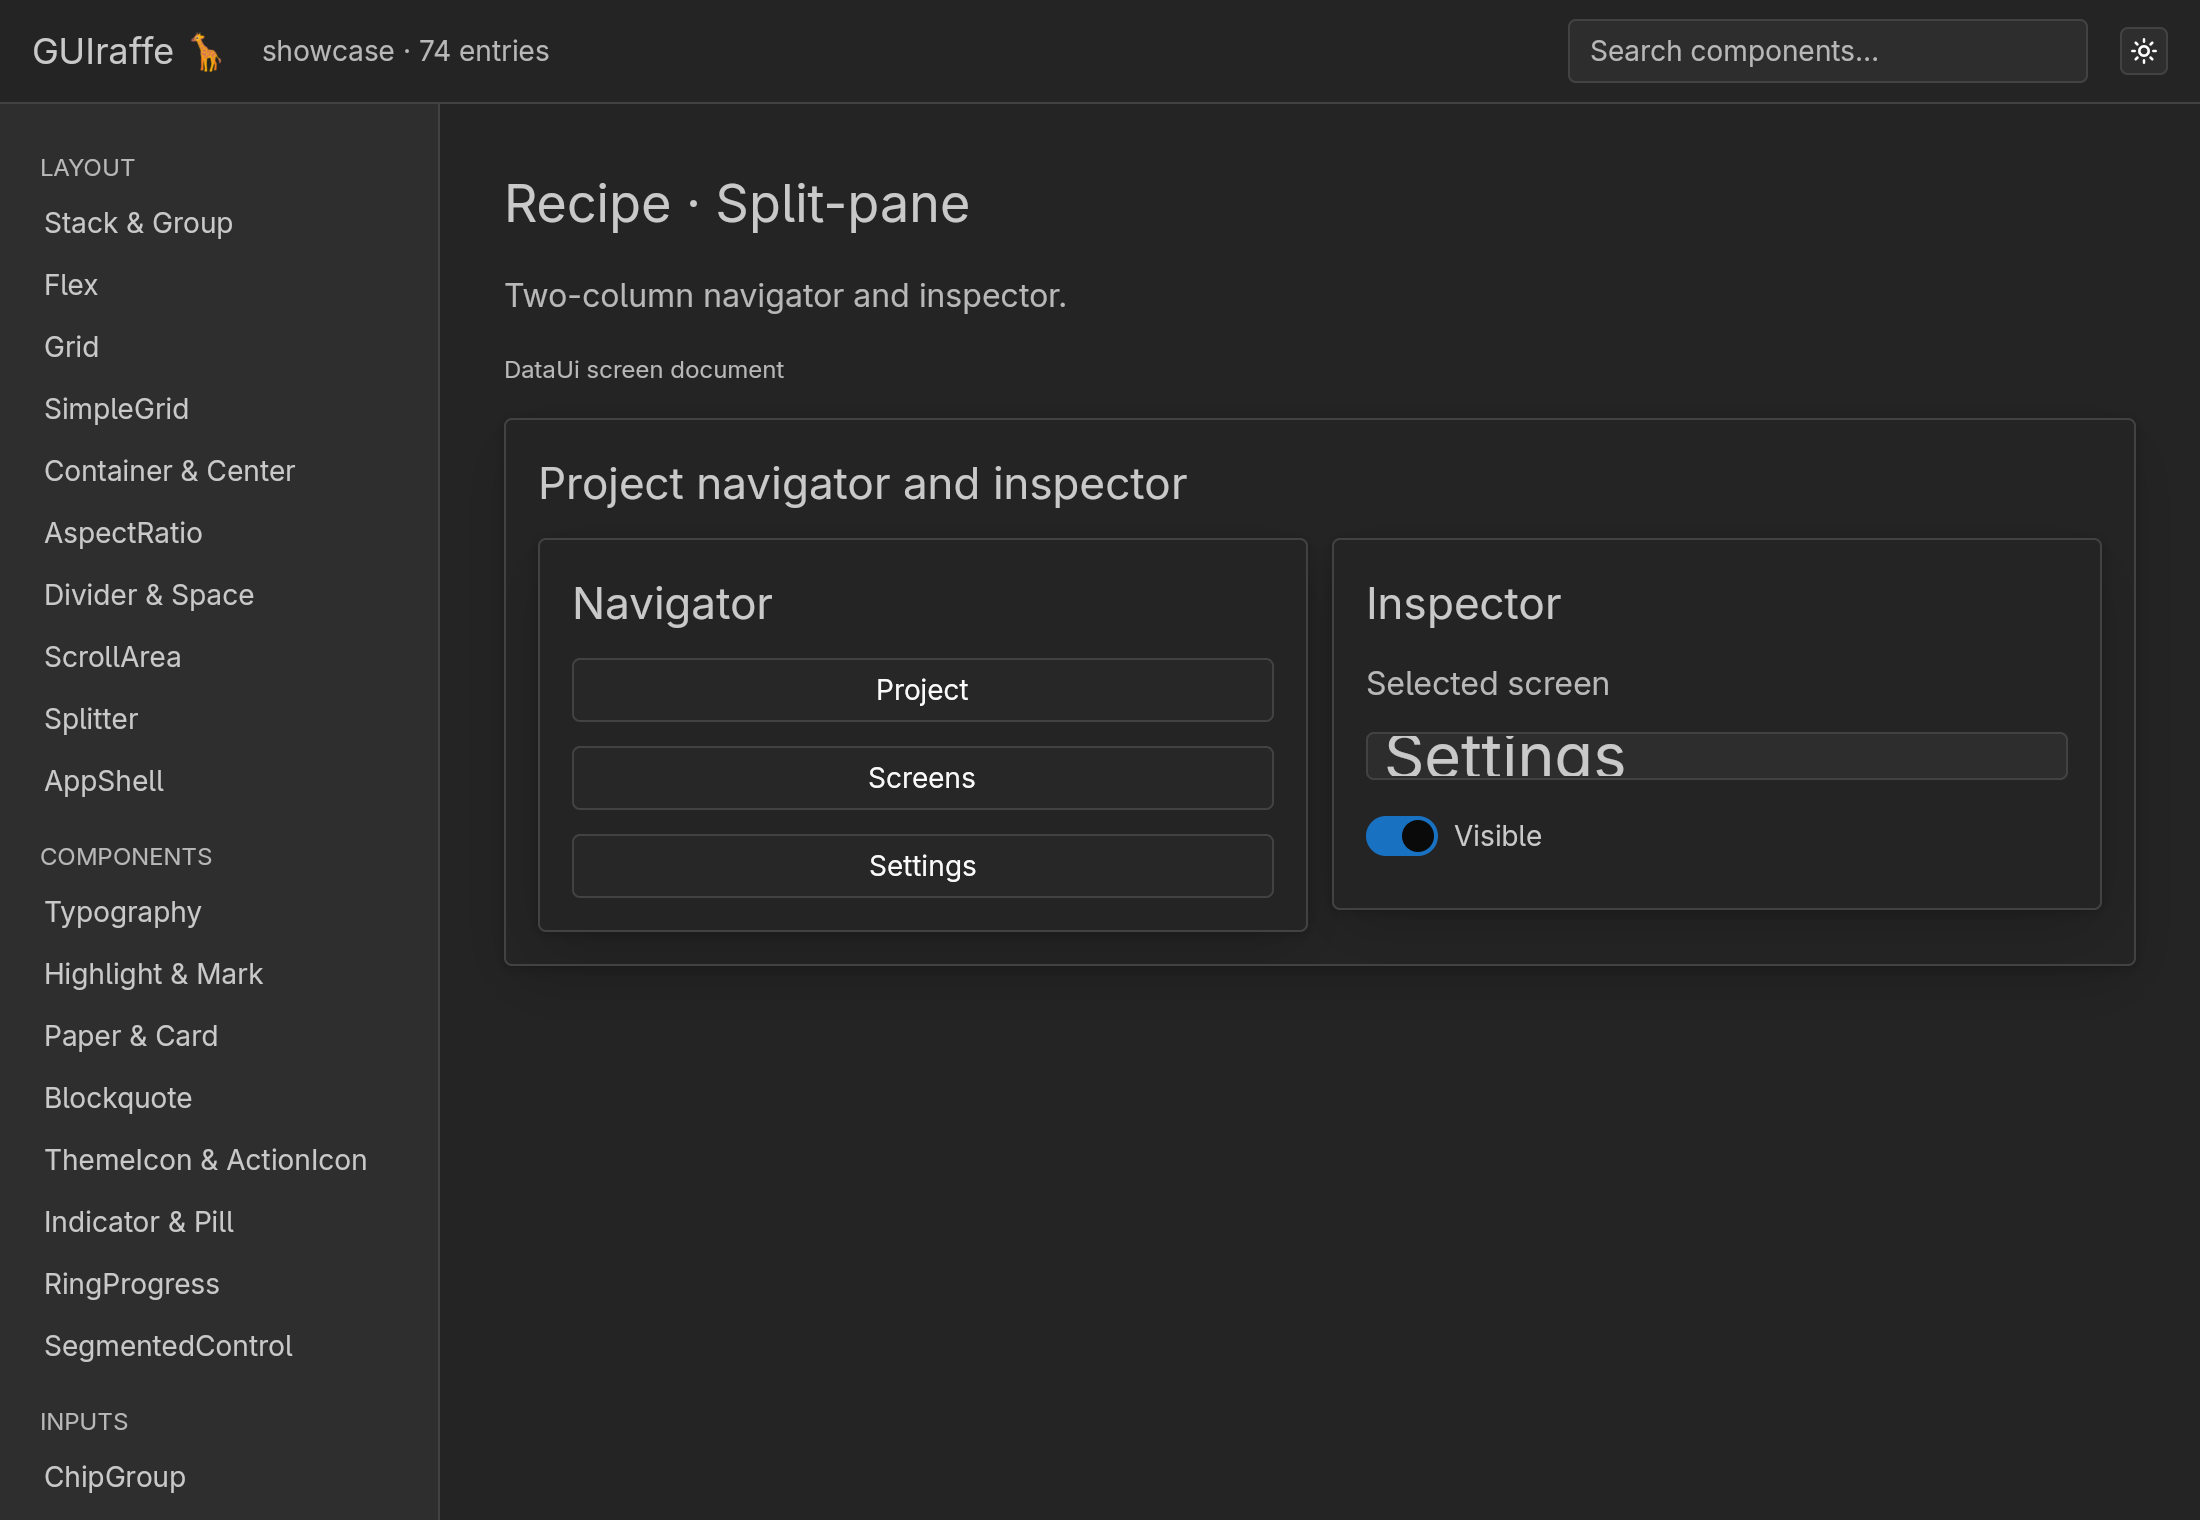 GUIraffe 🦒 showcase · 74 entries
Search components...
LAYOUT
Stack & Group
Flex
Grid
SimpleGrid
Container & Center
AspectRatio
Divider & Space
ScrollArea
Splitter
AppShell
COMPONENTS
Typography
Highlight & Mark
Paper & Card
Blockquote
ThemeIcon & ActionIcon
Indicator & Pill
RingProgress
SegmentedControl
INPUTS
ChipGroup
Recipe · Split-pane
Two-column navigator and inspector.
DataUi screen document
Project navigator and inspector
Navigator
Project
Screens
Settings
Inspector
Selected screen
Settings
Visible